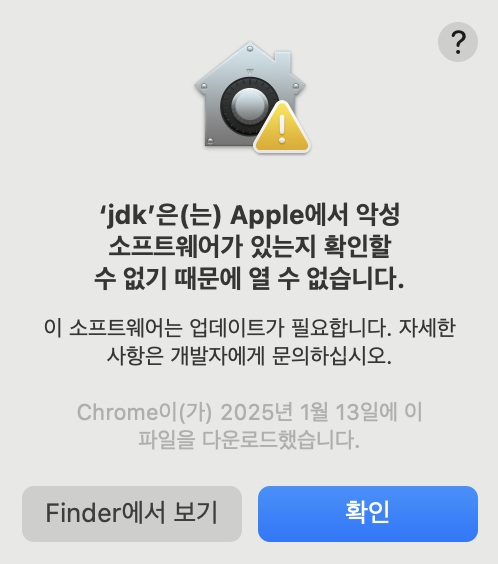 ?
‘jdk’은(는) Apple에서 악성
소프트웨어가 있는지 확인할
수 없기 때문에 열 수 없습니다.
이 소프트웨어는 업데이트가 필요합니다. 자세한
사항은 개발자에게 문의하십시오.
Chrome이(가) 2025년 1월 13일에 이
파일을 다운로드했습니다.
Finder에서 보기
확인